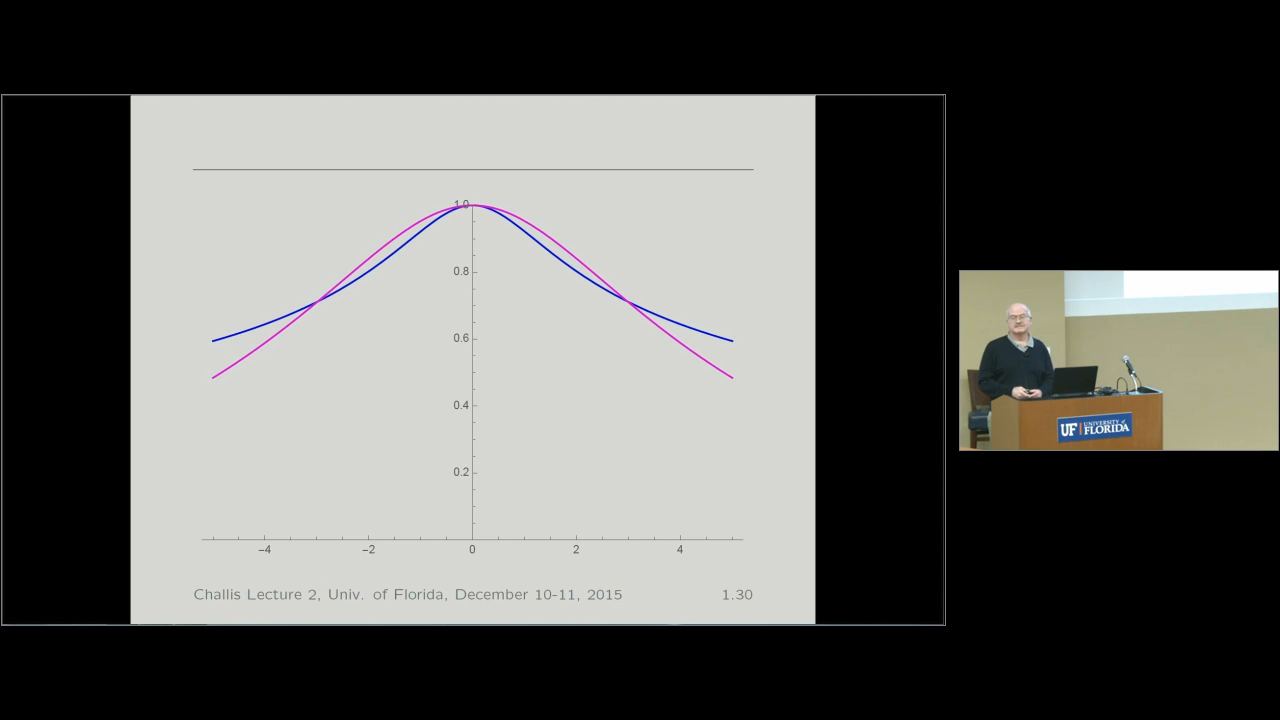 1.0
0.8
0.6
0.4
0.2
−4 −2 0 2 4
Challis Lecture 2, Univ. of Florida, December 10-11, 2015 1.30
UF UNIVERSITY of FLORIDA